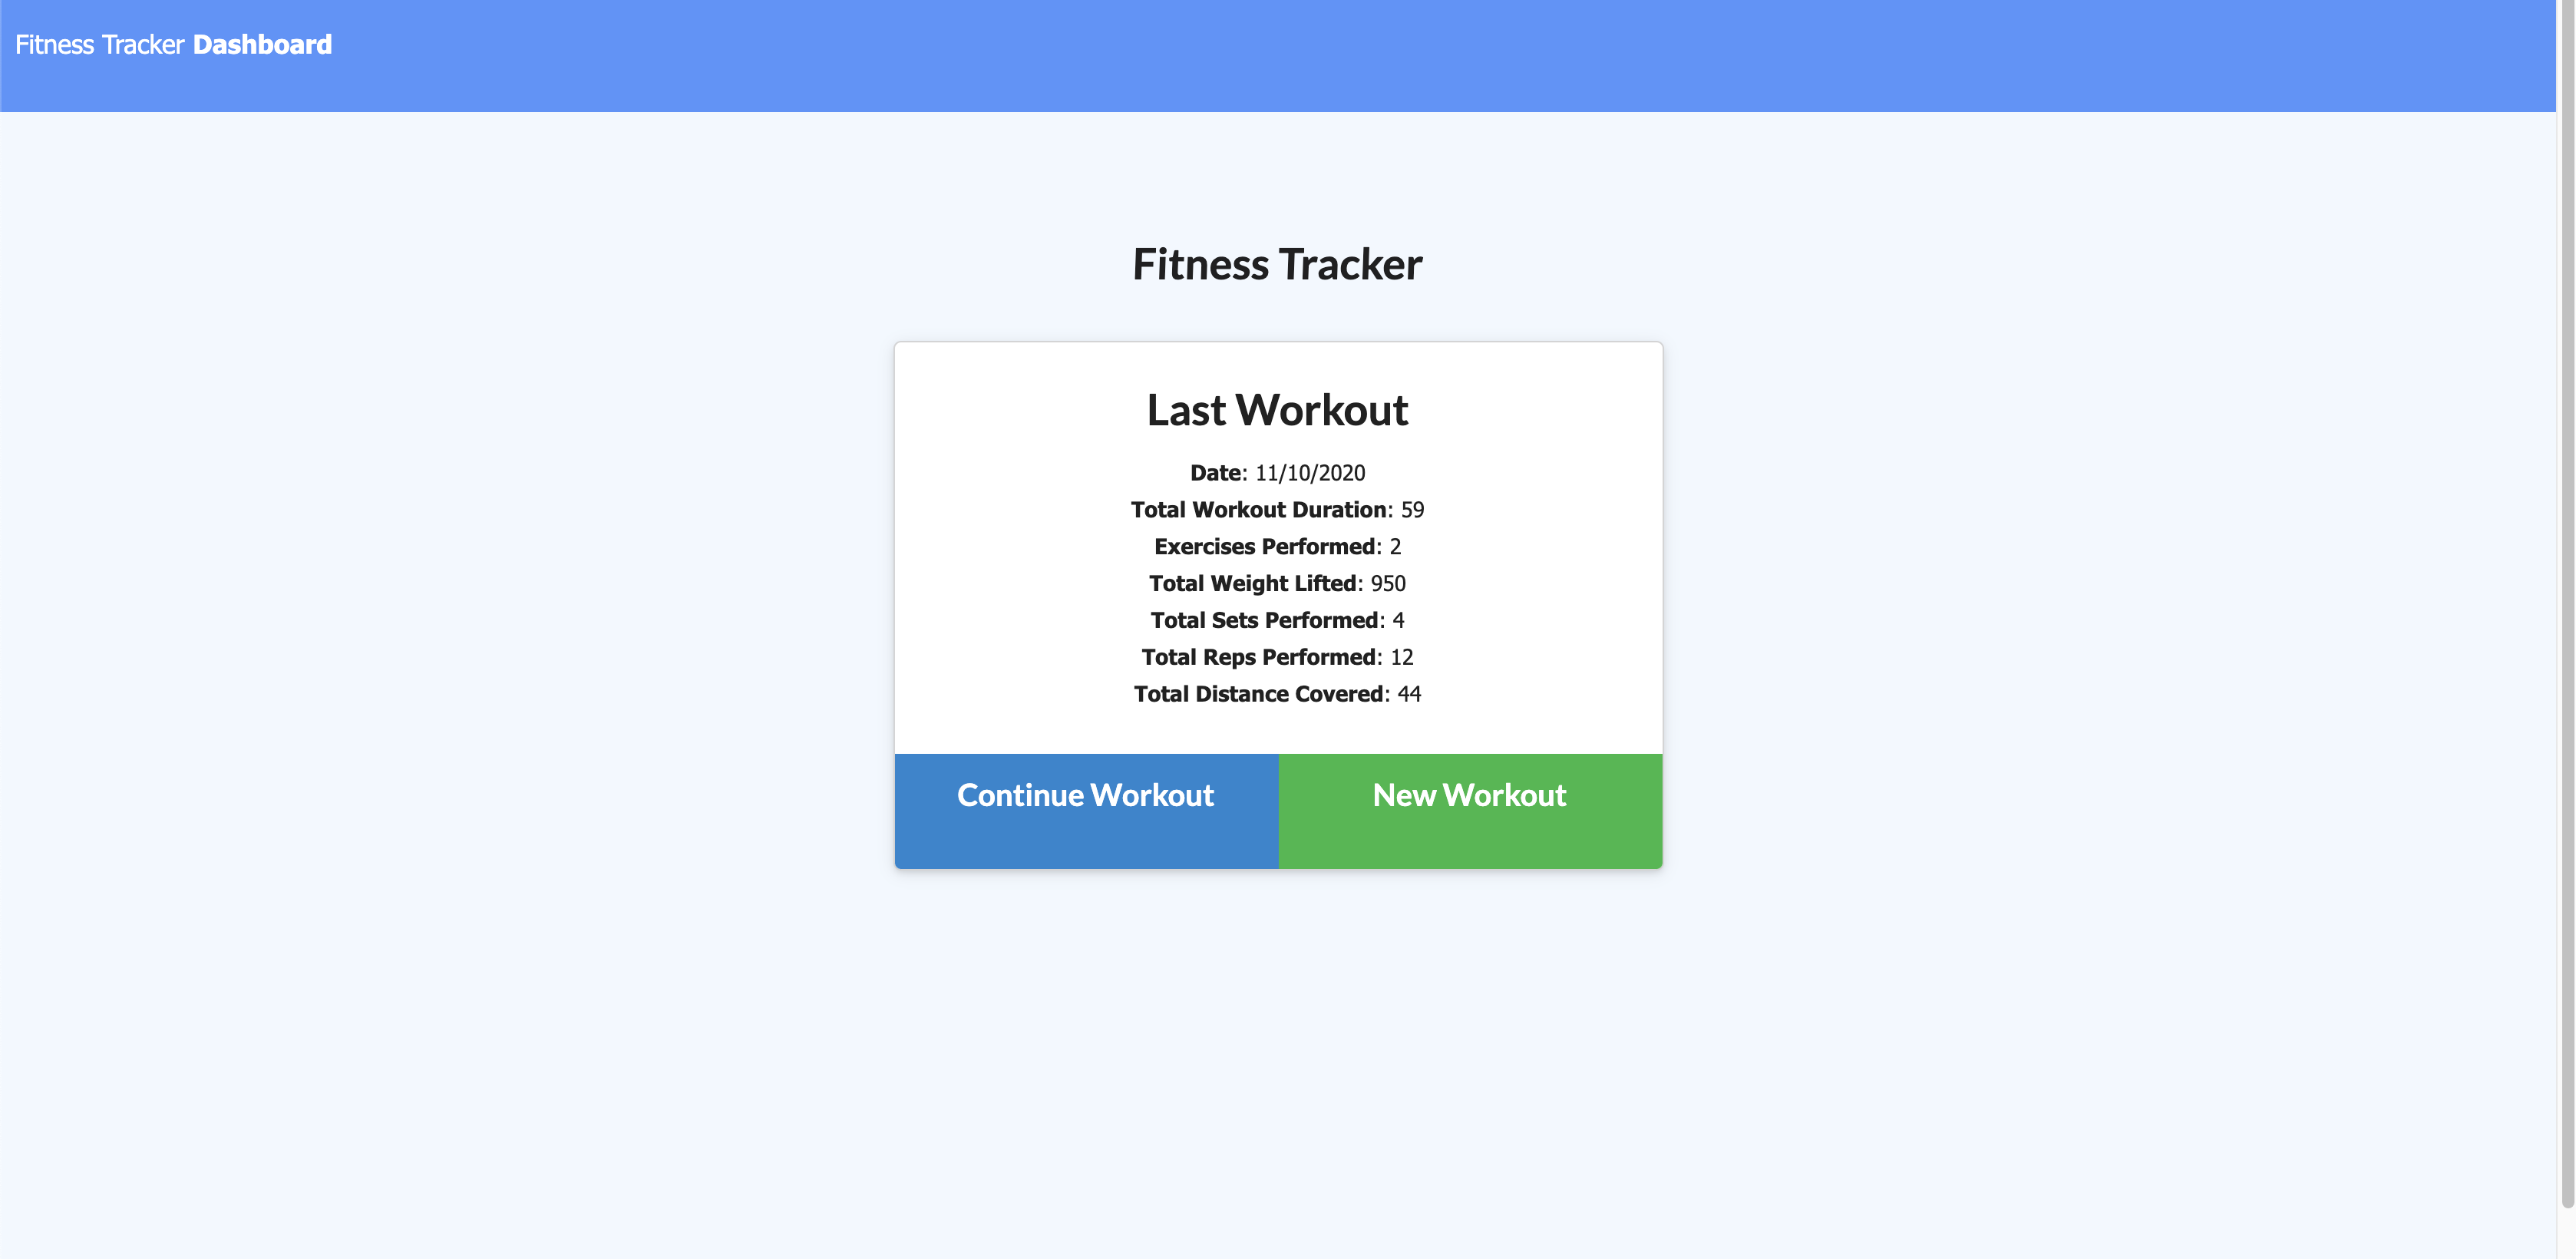 Fitness Tracker Dashboard
Fitness Tracker
Last Workout
Date: 11/10/2020
Total Workout Duration: 59
Exercises Performed: 2
Total Weight Lifted: 950
Total Sets Performed: 4
Total Reps Performed: 12
Total Distance Covered: 44
Continue Workout
New Workout